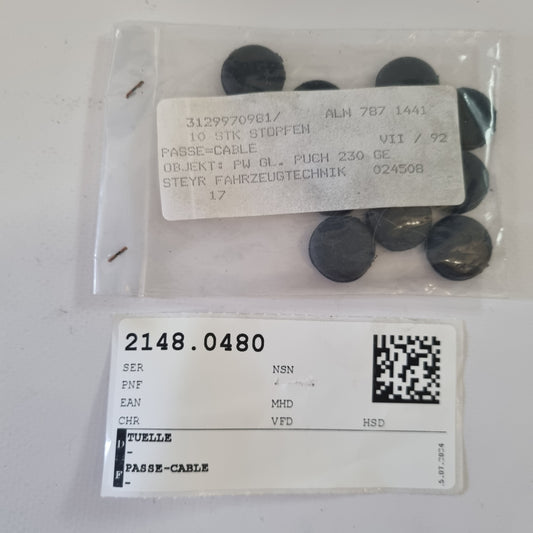 3129970981/ ALN 787 1441
10 STK STOPFEN
PASSE=CABLE VII / 92
OBJEKT: PW GL. PUCH 230 GE
STEYR FAHRZEUGTECHNIK 024508
17
2148.0480
SER NSN
PNF
EAN MHD
CHR VFD HSD
D TUELLE
-
F PASSE-CABLE
-